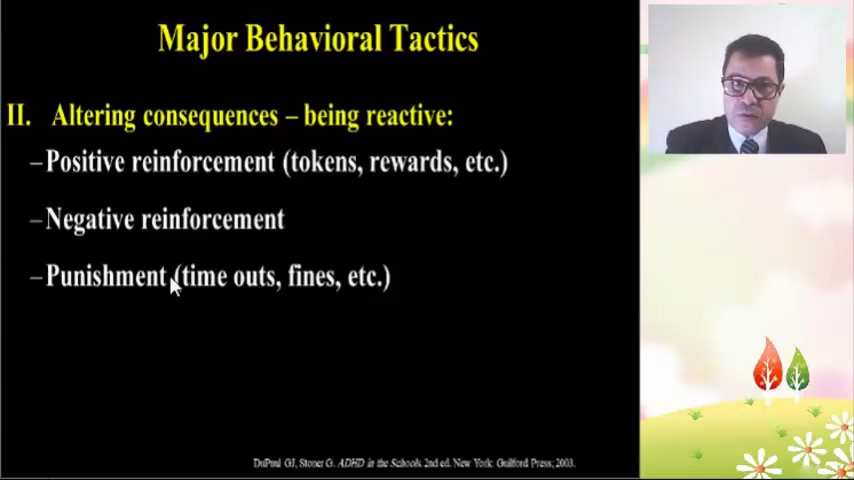 Major Behavioral Tactics
II. Altering consequences – being reactive:
–Positive reinforcement (tokens, rewards, etc.)
–Negative reinforcement
–Punishment (time outs, fines, etc.)
DuPaul GJ, Stoner G. ADHD in the Schools. 2nd ed. New York: Guilford Press; 2003.